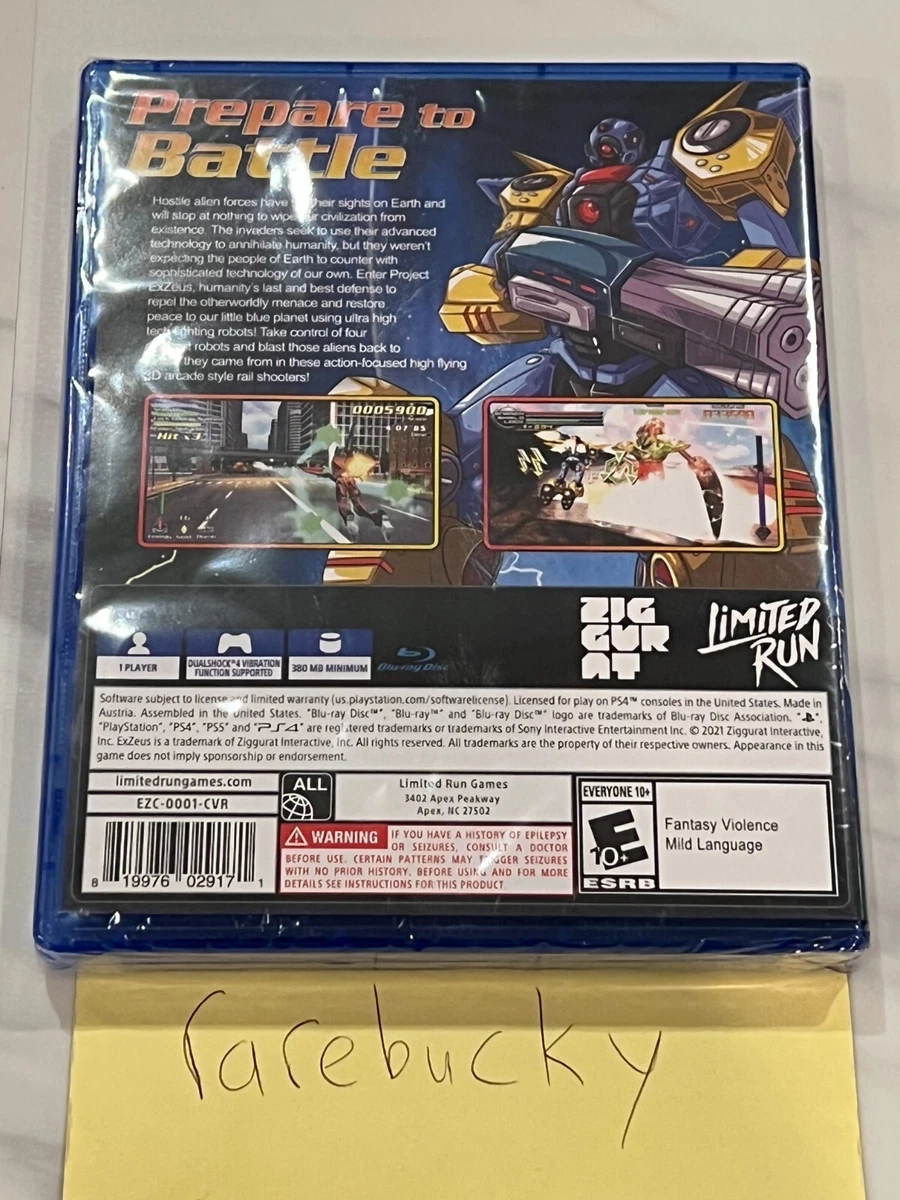 Prepare to
Battle
Hostile alien forces have their sights on Earth and
will stop at nothing to wipe our civilization from
existence. The invaders seek to use their advanced
technology to annihilate humanity, but they weren't
expecting the people of Earth to counter with
sophisticated technology of our own. Enter Project
ExZeus, humanity's last and best defense to
repel the otherworldly menace and restore
peace to our little blue planet using ultra high
tech fighting robots! Take control of four
robots and blast those aliens back to
they came from in these action-focused high flying
3D arcade style rail shooters!
0005900
Hit x3
ZIG
GUR
AT
LIMITED
RUN
1 PLAYER
DUALSHOCK®4 VIBRATION
FUNCTION SUPPORTED
380 MB MINIMUM
Blu-ray Disc
Software subject to license and limited warranty (us.playstation.com/softwarelicense). Licensed for play on PS4™ consoles in the United States. Made in
Austria. Assembled in the United States. "Blu-ray Disc™", "Blu-ray™" and "Blu-ray Disc™" logo are trademarks of Blu-ray Disc Association. "PS",
"PlayStation", "PS4", "PS5" and "PS4" are registered trademarks or trademarks of Sony Interactive Entertainment Inc. © 2021 Ziggurat Interactive,
Inc. ExZeus is a trademark of Ziggurat Interactive, Inc. All rights reserved. All trademarks are the property of their respective owners. Appearance in this
game does not imply sponsorship or endorsement.
limitedrungames.com
EZC-0001-CVR
8 19976 02917 1
ALL
Limited Run Games
3402 Apex Peakway
Apex, NC 27502
WARNING IF YOU HAVE A HISTORY OF EPILEPSY
OR SEIZURES, CONSULT A DOCTOR
BEFORE USE. CERTAIN PATTERNS MAY TRIGGER SEIZURES
WITH NO PRIOR HISTORY. BEFORE USING AND FOR MORE
DETAILS SEE INSTRUCTIONS FOR THIS PRODUCT.
EVERYONE 10+
E
10+
ESRB
Fantasy Violence
Mild Language
rarebucky